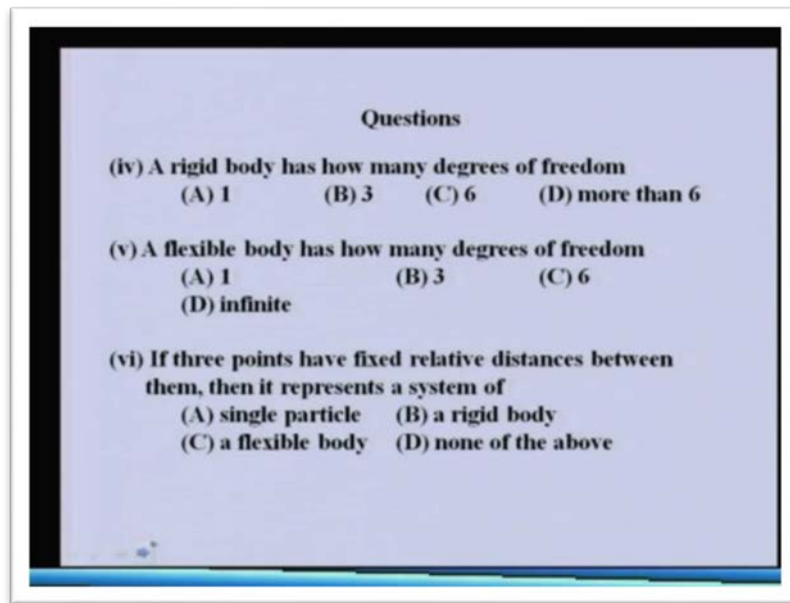 Questions
(iv) A rigid body has how many degrees of freedom
(A) 1 (B) 3 (C) 6 (D) more than 6
(v) A flexible body has how many degrees of freedom
(A) 1 (B) 3 (C) 6
(D) infinite
(vi) If three points have fixed relative distances between
them, then it represents a system of
(A) single particle (B) a rigid body
(C) a flexible body (D) none of the above